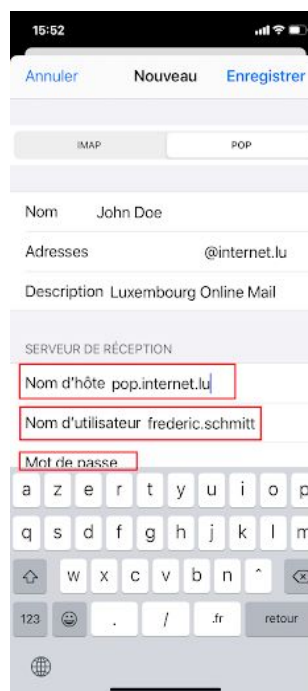 15:52
Annuler Nouveau Enregistrer
IMAP POP
Nom John Doe
Adresses @internet.lu
Description Luxembourg Online Mail
SERVEUR DE RÉCEPTION
Nom d'hôte pop.internet.lu
Nom d'utilisateur frederic.schmitt
Mot de passe
a z e r t y u i o p
q s d f g h j k l m
w x c v b n ^
123 . / .fr retour